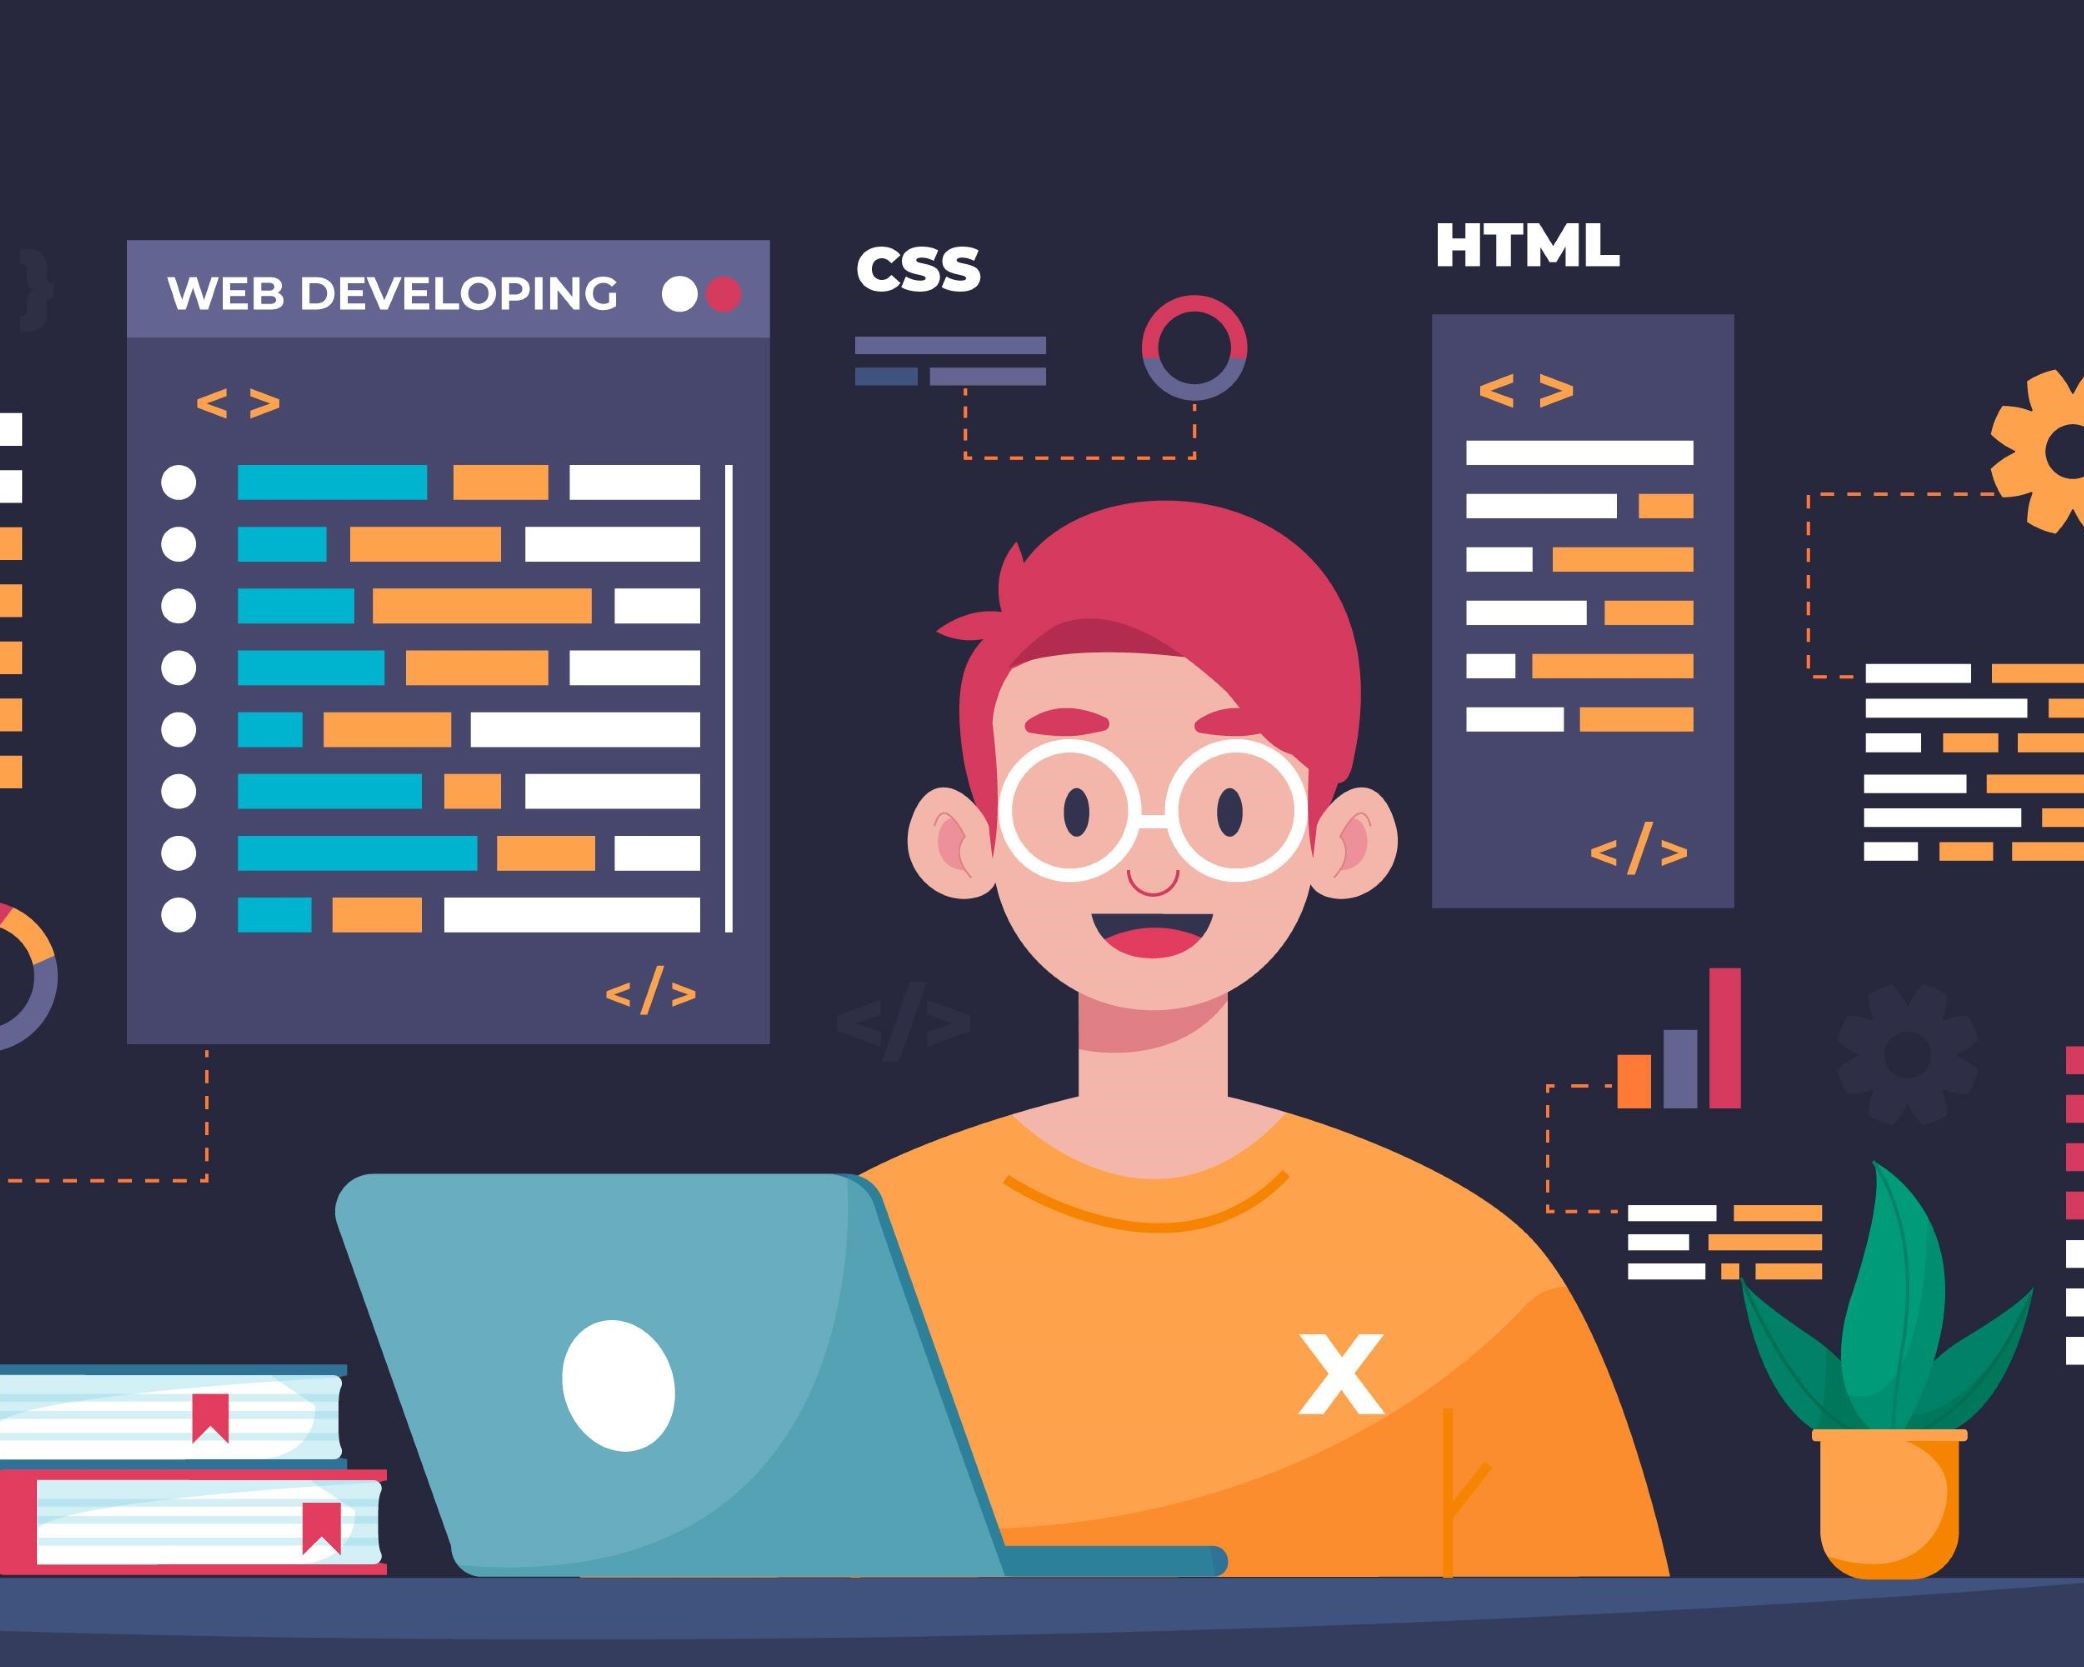 WEB DEVELOPING
CSS
HTML
< >
< >
</>
</>
</>
}
X